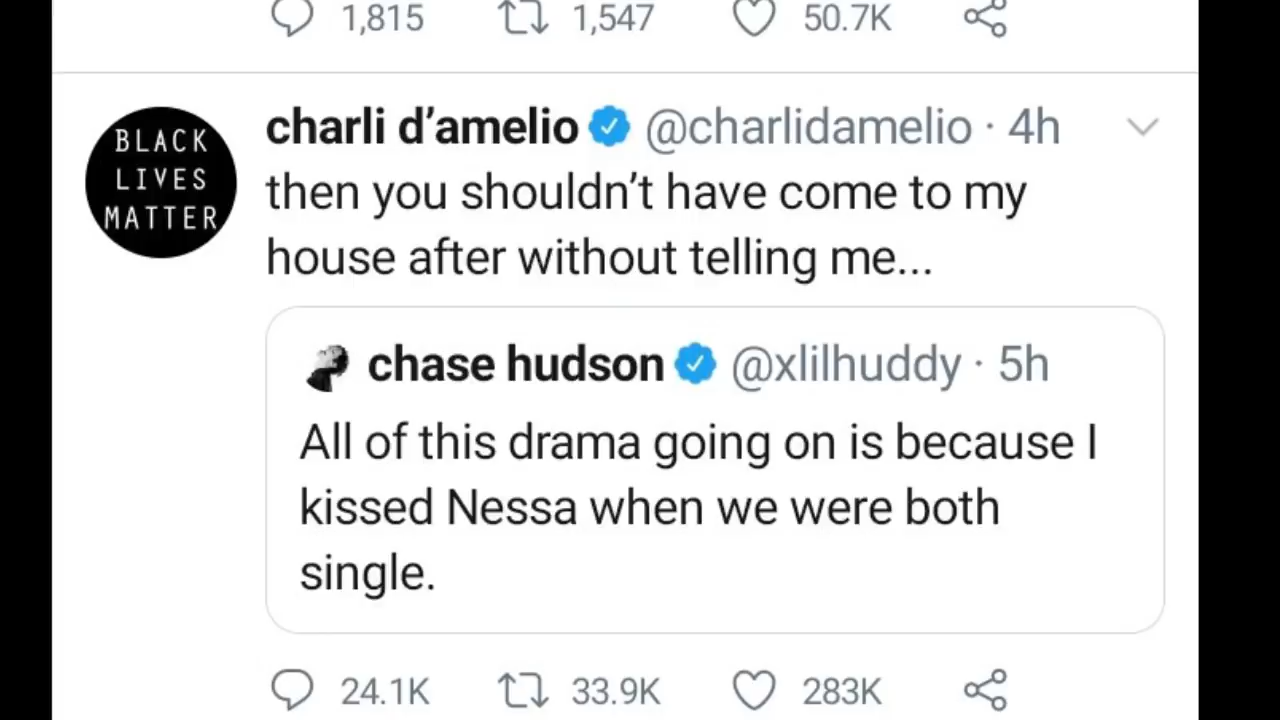 1,815 1,547 50.7K
BLACK
LIVES
MATTER
charli d’amelio @charlidamelio · 4h
then you shouldn’t have come to my
house after without telling me...
chase hudson @xlilhuddy · 5h
All of this drama going on is because I
kissed Nessa when we were both
single.
24.1K 33.9K 283K